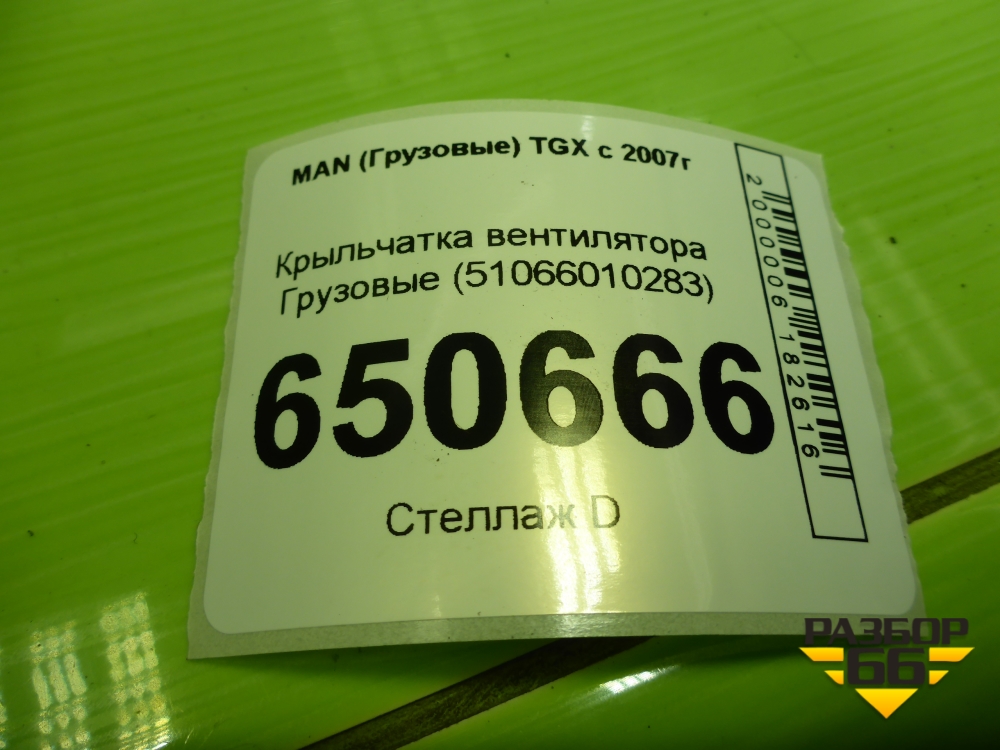 MAN (Грузовые) TGX с 2007г
Крыльчатка вентилятора
Грузовые (51066010283)
650666
Стеллаж D
2000006182616
РАЗБОР
66